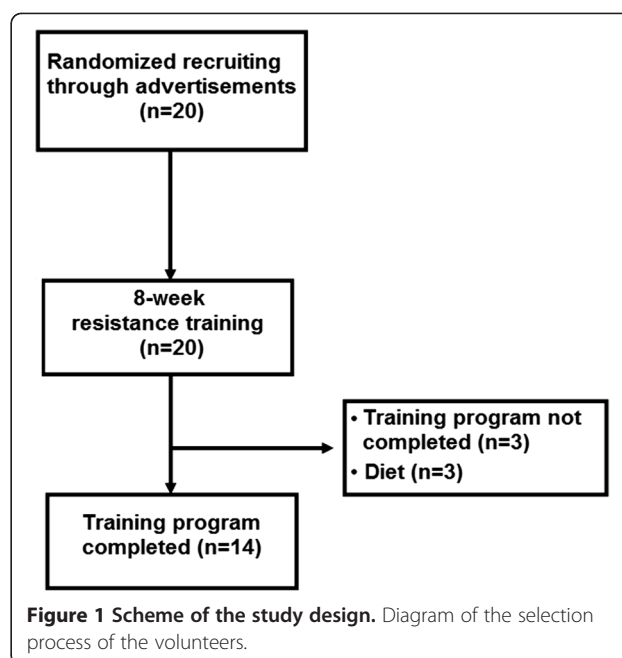 Randomized recruiting
through advertisements
(n=20)
8-week
resistance training
(n=20)
• Training program not
completed (n=3)
• Diet (n=3)
Training program
completed (n=14)
Figure 1 Scheme of the study design. Diagram of the selection
process of the volunteers.